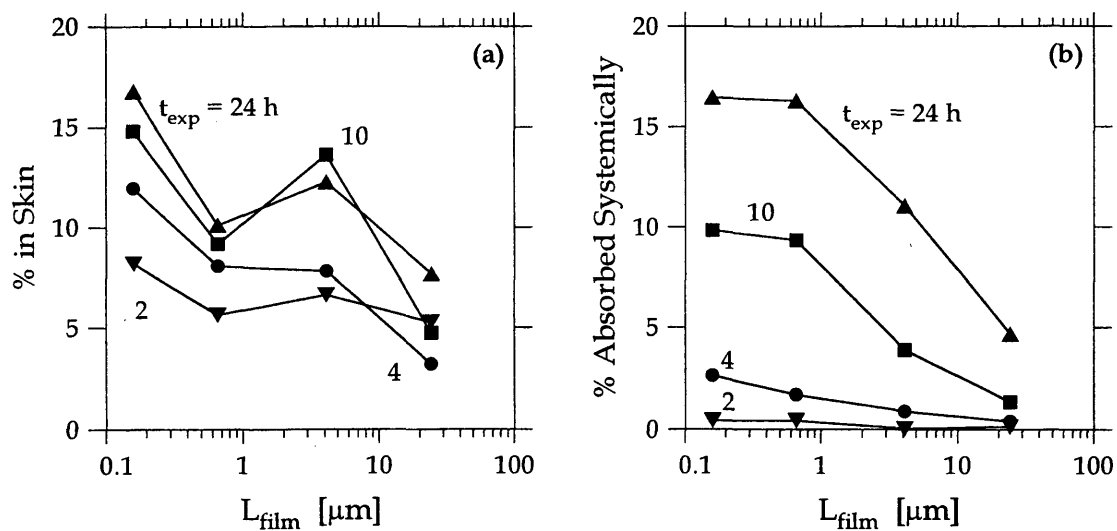 20
15
10
5
0
% in Skin
(a)
t_exp = 24 h
10
2
4
0.1 1 10 100
L_film [μm]
20
15
10
5
0
% Absorbed Systemically
(b)
t_exp = 24 h
10
4
2
0.1 1 10 100
L_film [μm]